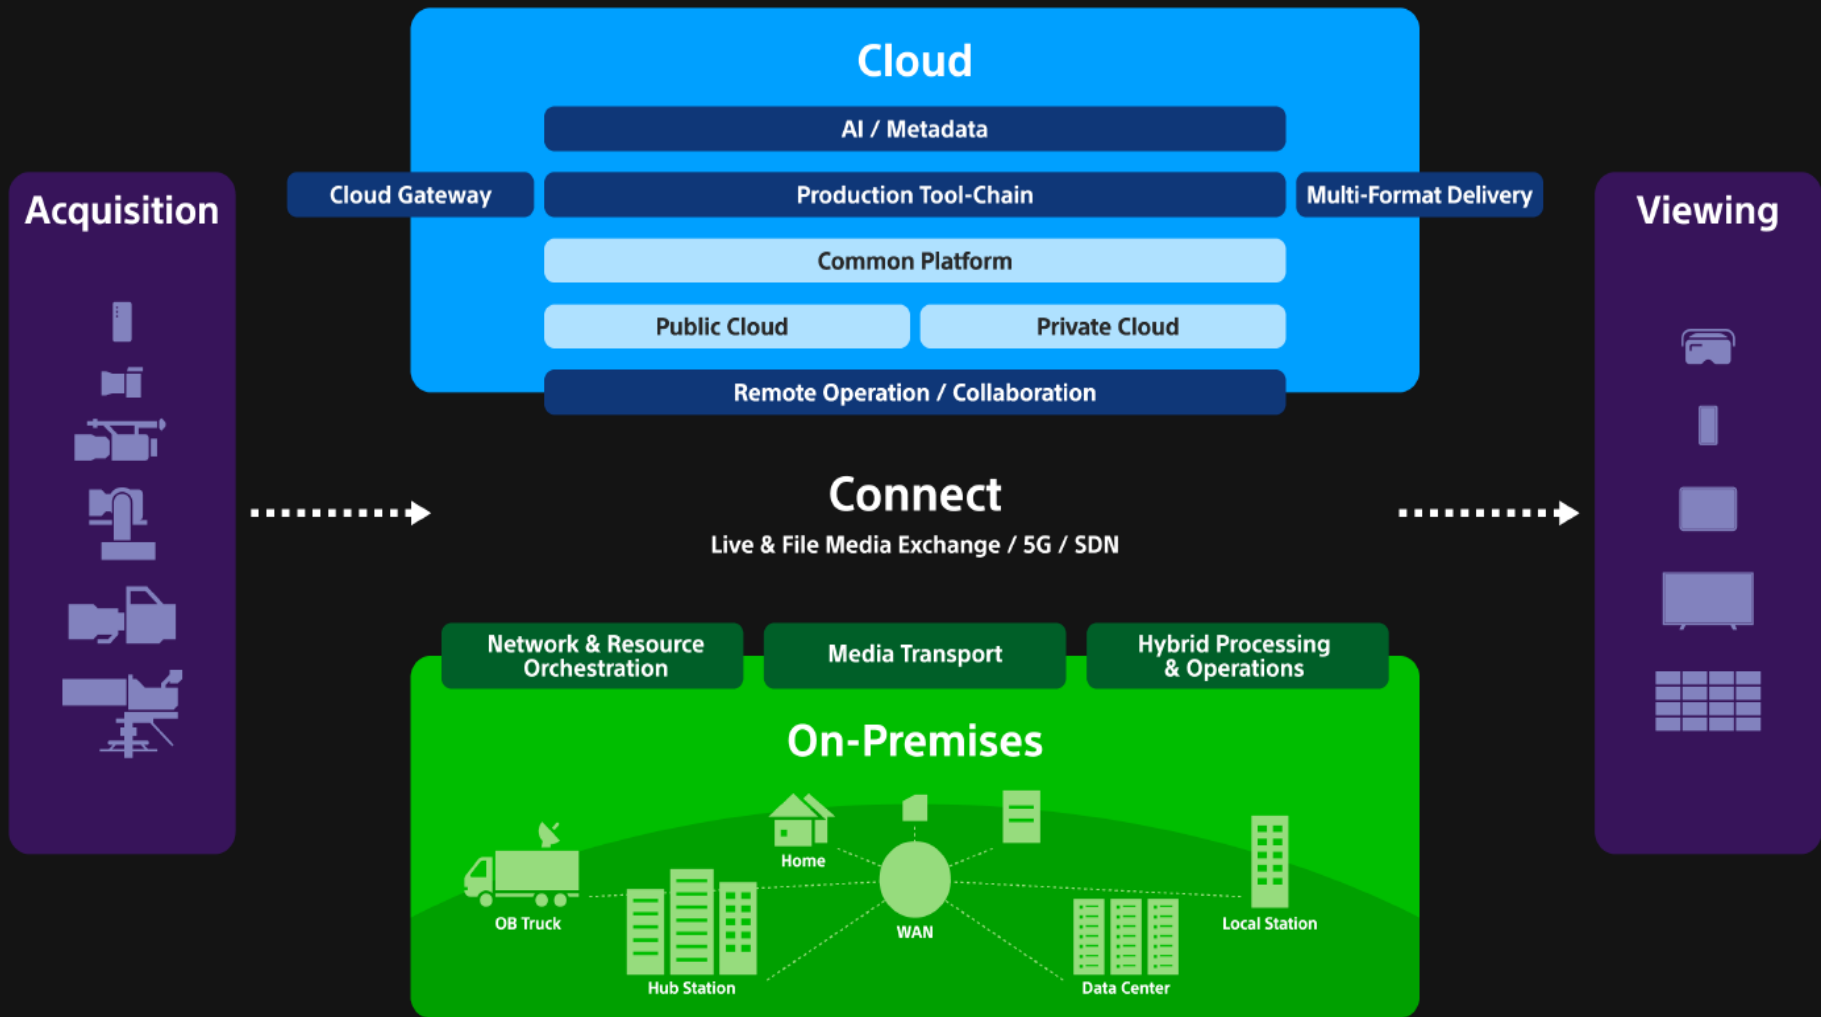 Cloud
AI / Metadata
Cloud Gateway
Production Tool-Chain
Multi-Format Delivery
Acquisition
Viewing
Common Platform
Public Cloud
Private Cloud
Remote Operation / Collaboration
Connect
Live & File Media Exchange / 5G / SDN
Network & Resource
Orchestration
Media Transport
Hybrid Processing
& Operations
On-Premises
Home
OB Truck
WAN
Local Station
Hub Station
Data Center